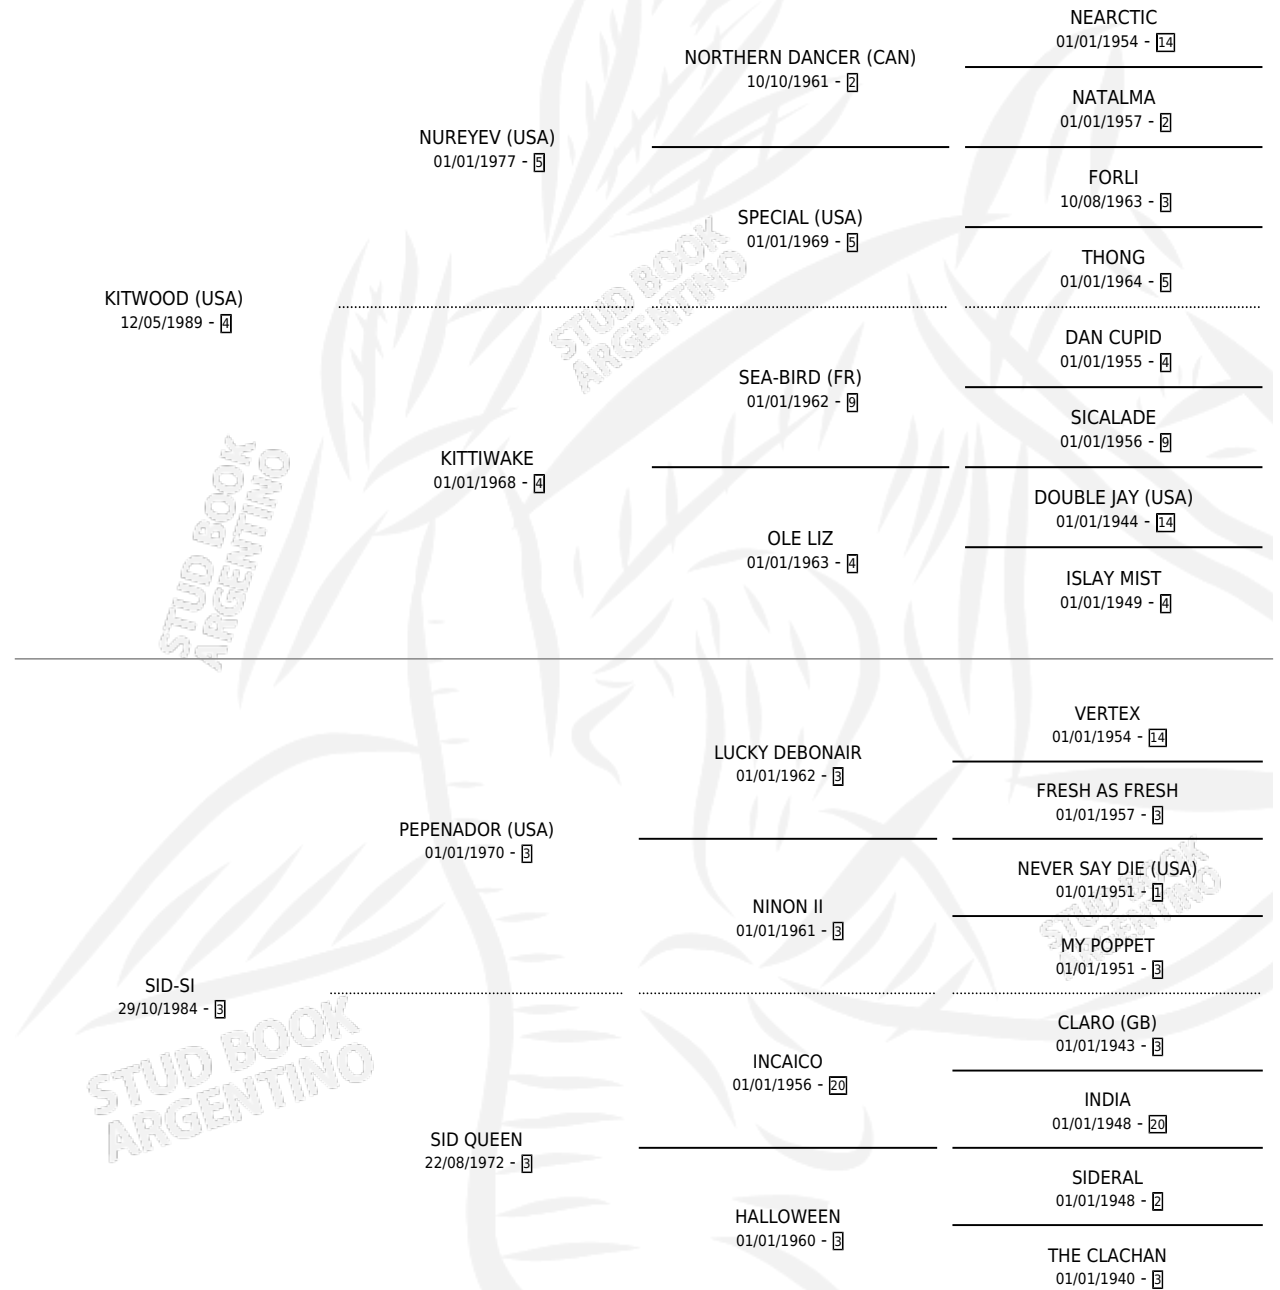 NEARCTIC
01/01/1954 - 14
NORTHERN DANCER (CAN)
10/10/1961 - 2
NATALMA
01/01/1957 - 2
NUREYEV (USA)
01/01/1977 - 5
FORLI
10/08/1963 - 3
SPECIAL (USA)
01/01/1969 - 5
THONG
01/01/1964 - 5
KITWOOD (USA)
12/05/1989 - 4
DAN CUPID
01/01/1955 - 4
SEA-BIRD (FR)
01/01/1962 - 9
SICALADE
01/01/1956 - 9
KITTIWAKE
01/01/1968 - 4
DOUBLE JAY (USA)
01/01/1944 - 14
OLE LIZ
01/01/1963 - 4
ISLAY MIST
01/01/1949 - 4
STUD BOOK
ARGENTINO
STUD BOOK
ARGENTINO
VERTEX
01/01/1954 - 14
LUCKY DEBONAIR
01/01/1962 - 3
FRESH AS FRESH
01/01/1957 - 3
PEPENADOR (USA)
01/01/1970 - 3
NEVER SAY DIE (USA)
01/01/1951 - 1
NINON II
01/01/1961 - 3
MY POPPET
01/01/1951 - 3
SID-SI
29/10/1984 - 3
CLARO (GB)
01/01/1943 - 3
INCAICO
01/01/1956 - 20
INDIA
01/01/1948 - 20
SID QUEEN
22/08/1972 - 3
SIDERAL
01/01/1948 - 2
HALLOWEEN
01/01/1960 - 3
THE CLACHAN
01/01/1940 - 3
STUD BOOK
ARGENTINO
STUD BOOK
ARGENTINO